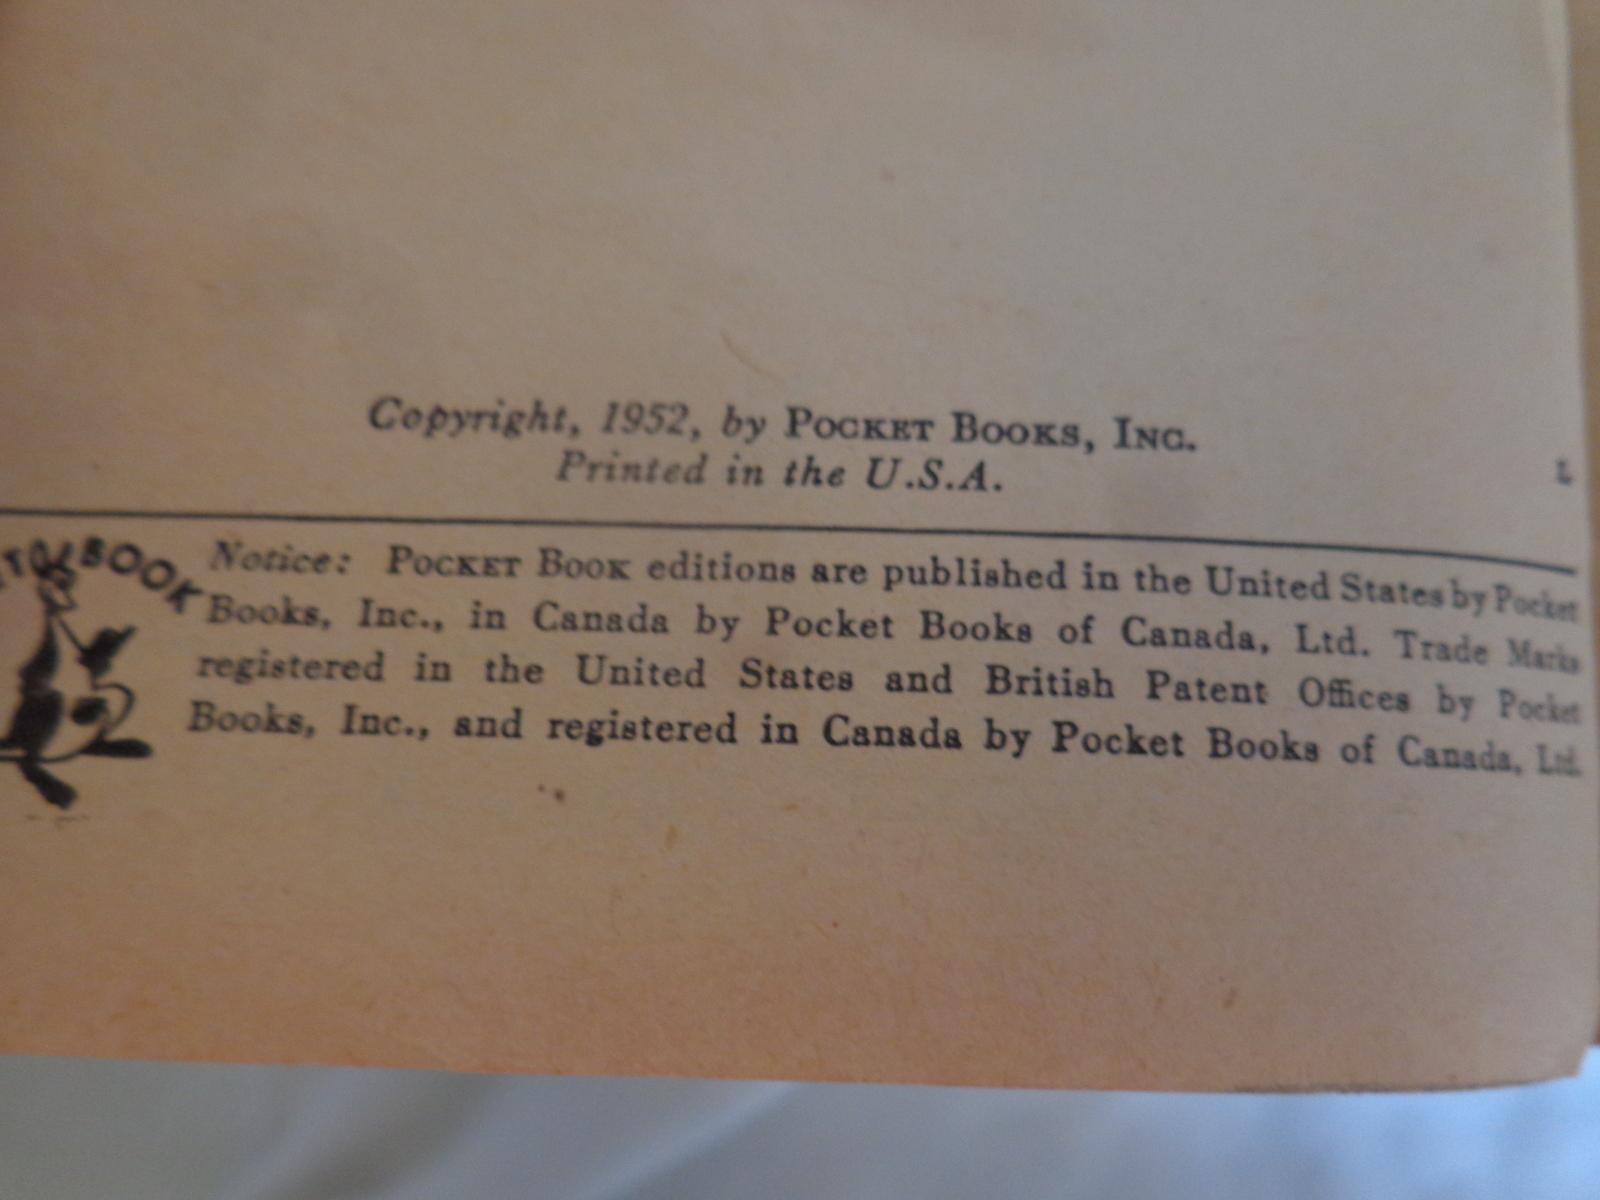 Copyright, 1952, by POCKET BOOKS, INC.
Printed in the U.S.A.
L
BOOK
Notice: POCKET BOOK editions are published in the United States by Pocket
Books, Inc., in Canada by Pocket Books of Canada, Ltd. Trade Marks
registered in the United States and British Patent Offices by Pocket
Books, Inc., and registered in Canada by Pocket Books of Canada, Ltd.